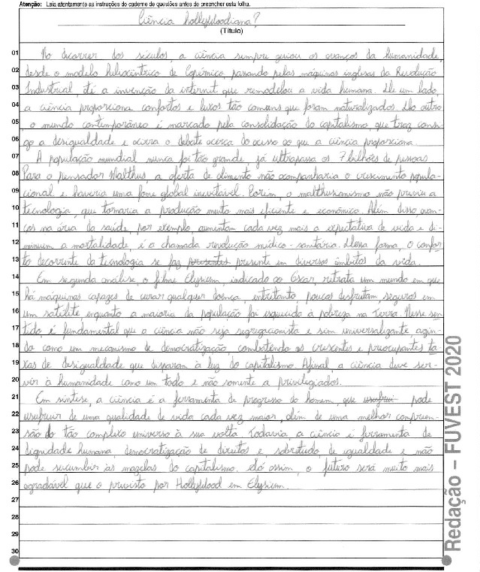 Atenção: Leia atentamente as instruções do caderno de questões antes de preencher esta folha.
Ciência hollywoodiana?
(Título)
01 No decorrer dos séculos, a ciência sempre guiou os avanços da humanidade,
02 desde o modelo heliocêntrico de Copérnico, passando pelas máquinas inglesas da Revolução
03 Industrial, até a invenção da internet que remodelou a vida humana. De um lado,
04 a ciência proporciona confortos e luxos tão comuns que foram naturalizados. De outro
05 o mundo contemporâneo é marcado pela consolidação do capitalismo, que traz consi-
06 go a desigualdade e acirra o debate acerca do acesso ao que a ciência proporciona.
07 A população mundial nunca foi tão grande, já ultrapassa os 7 bilhões de pessoas.
08 Para o pensador Malthus, a oferta de alimento não acompanharia o crescimento popula-
09 cional e haveria uma fome global inevitável. Porém, o malthusianismo não previu a
10 tecnologia, que tornaria a produção muito mais eficiente e econômica. Além disso avan-
11 ços na área da saúde, por exemplo, aumentam cada vez mais a expectativa de vida e di-
12 minuem a mortalidade, é a chamada revolução médico-sanitária. Dessa forma, o confor-
13 to decorrente da tecnologia se faz presente em diversos âmbitos da vida.
14 Em segunda análise, o filme Elysium, indicado ao Oscar, retrata um mundo em que
15 há máquinas capazes de curar qualquer doença, entretanto, poucos desfrutam seguros em
16 um satélite enquanto a maioria da população foi esquecida à pobreza na Terra. Nesse sen-
17 tido é fundamental que a ciência não seja segregacionista e sim universalizante agin-
18 do como um mecanismo de democratização, combatendo as crescentes e preocupantes ta-
19 xas de desigualdade que disparam à luz do capitalismo. Afinal, a ciência deve ser-
20 vir à humanidade como um todo e não somente a privilegiados.
21 Em síntese, a ciência é a ferramenta de progresso do homem, que pode
22 usufruir de uma qualidade de vida cada vez maior, além de uma melhor compreen-
23 são do tão complexo universo à sua volta. Todavia, a ciência é ferramenta de
24 dignidade humana, democratização de direitos e, sobretudo, de igualdade e não
25 pode sucumbir às mazelas do capitalismo. Só assim, o futuro será muito mais
26 agradável que o previsto por Hollywood em Elysium.
27
28
29
30
Redação – FUVEST 2020